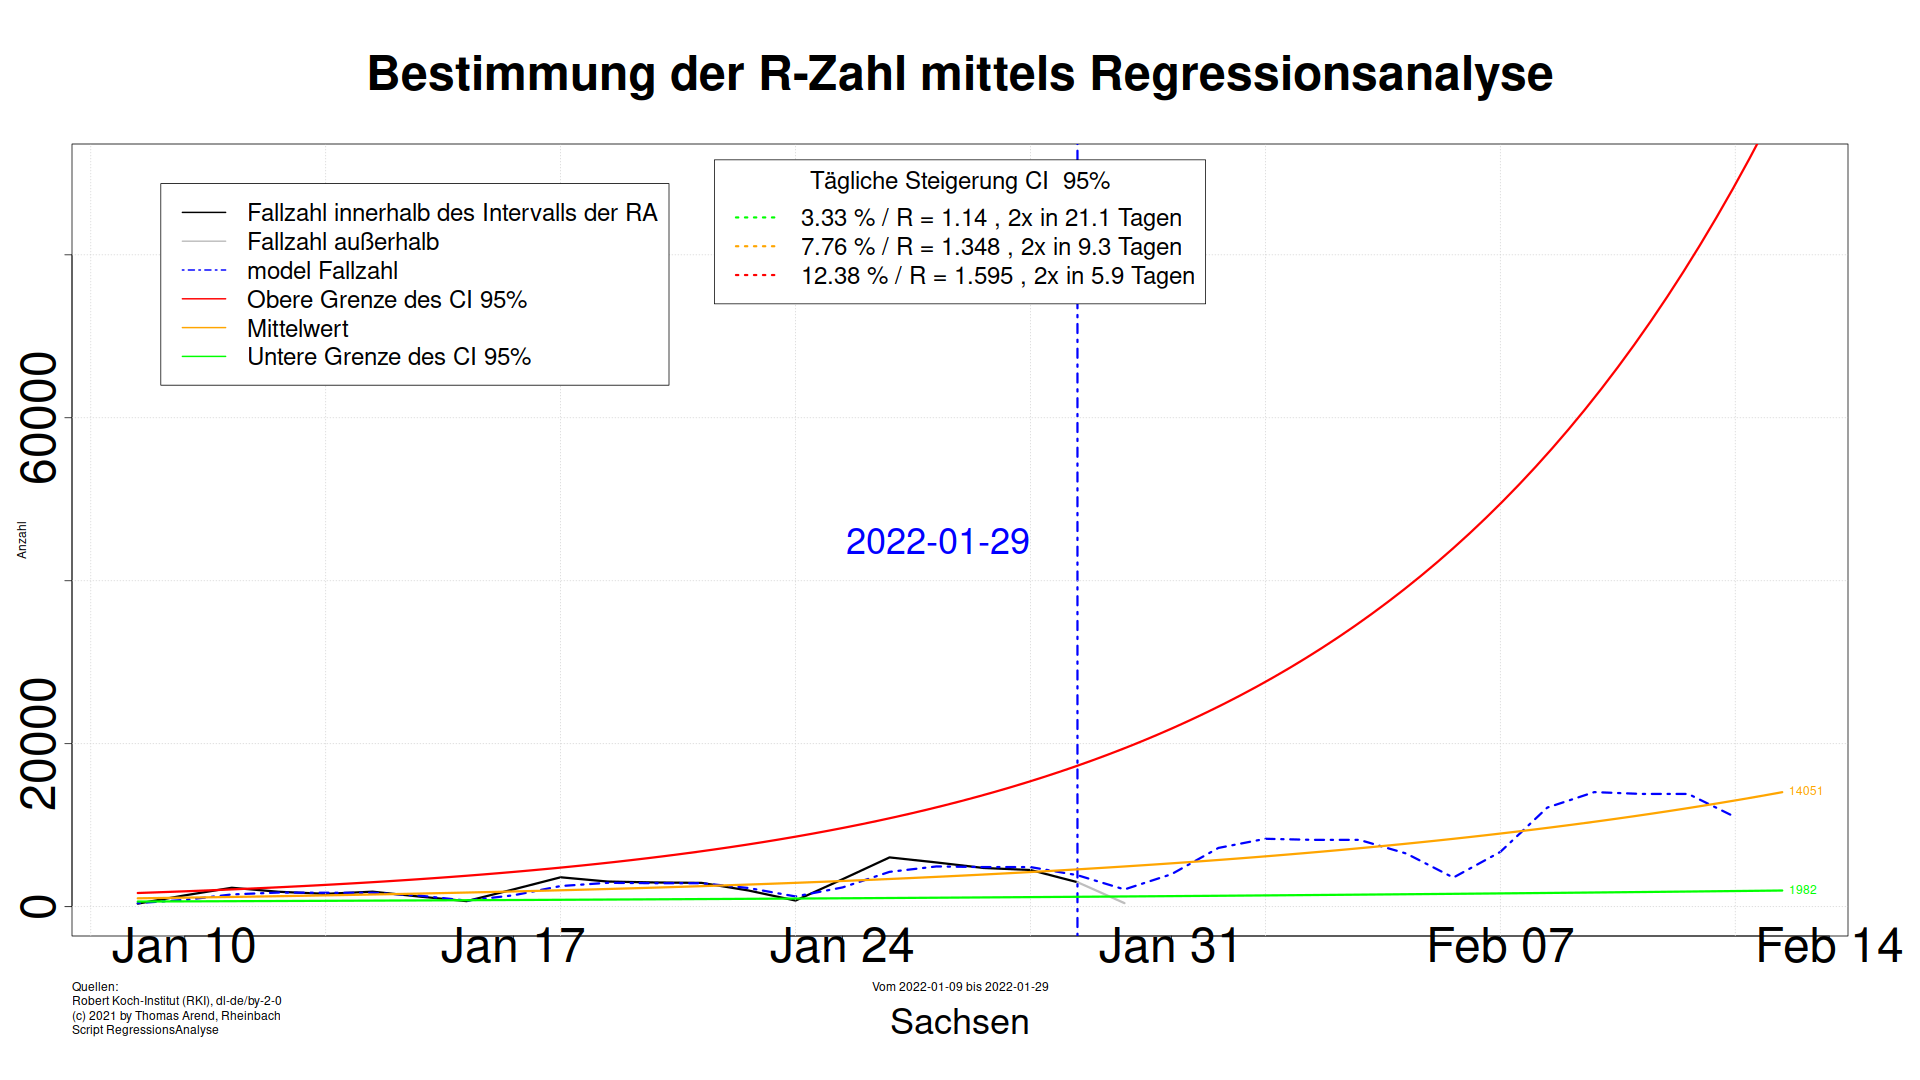 Bestimmung der R-Zahl mittels Regressionsanalyse
Fallzahl innerhalb des Intervalls der RA
Fallzahl außerhalb
model Fallzahl
Obere Grenze des CI 95%
Mittelwert
Untere Grenze des CI 95%
Tägliche Steigerung CI  95%
3.33 % / R = 1.14 , 2x in 21.1 Tagen
7.76 % / R = 1.348 , 2x in 9.3 Tagen
12.38 % / R = 1.595 , 2x in 5.9 Tagen
60000
20000
0
Anzahl
2022-01-29
14051
1982
Jan 10
Jan 17
Jan 24
Jan 31
Feb 07
Feb 14
Quellen:
Robert Koch-Institut (RKI), dl-de/by-2-0
(c) 2021 by Thomas Arend, Rheinbach
Script RegressionsAnalyse
Vom 2022-01-09 bis 2022-01-29
Sachsen